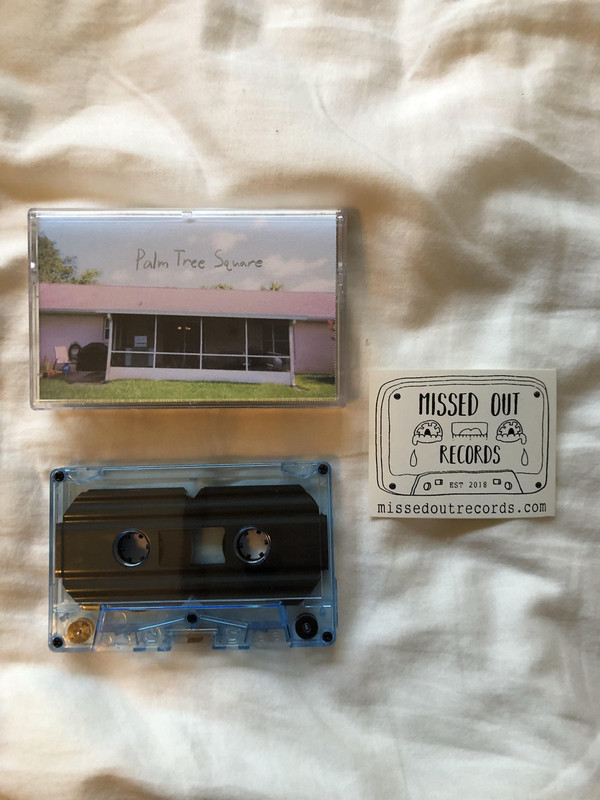 Palm Tree Square
MISSED OUT
RECORDS
EST 2018
missedoutrecords.com